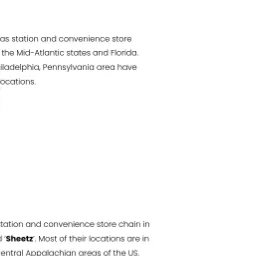 as station and convenience store
the Mid-Atlantic states and Florida.
iladelphia, Pennsylvania area have
ocations.
tation and convenience store chain in
d 'Sheetz'. Most of their locations are in
entral Appalachian areas of the US.